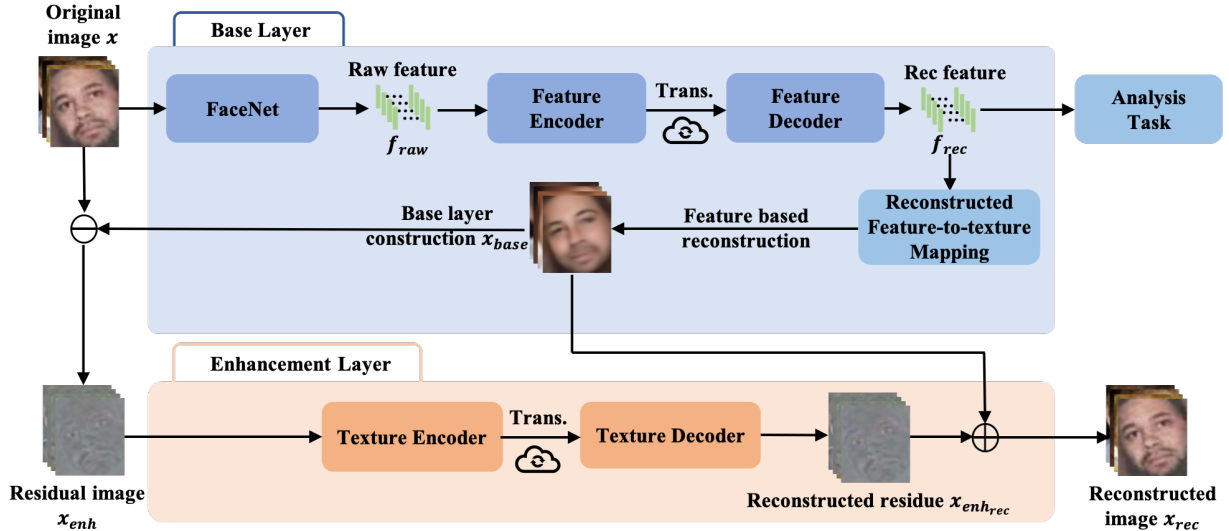 Original
image x
Base Layer
FaceNet
Raw feature
f_raw
Feature
Encoder
Trans.
Feature
Decoder
Rec feature
f_rec
Analysis
Task
Base layer
construction x_base
Feature based
reconstruction
Reconstructed
Feature-to-texture
Mapping
Enhancement Layer
Texture Encoder
Trans.
Texture Decoder
Residual image
x_enh
Reconstructed residue x_enh_rec
Reconstructed
image x_rec